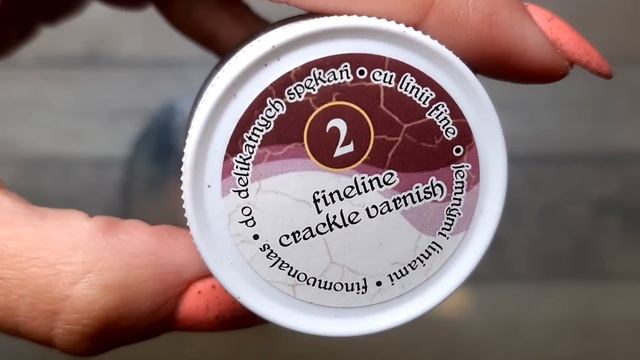 2
fineline
crackle varnish
do delikatnych spękań • cu linii fine • jemnými liniami • finomvonalas •